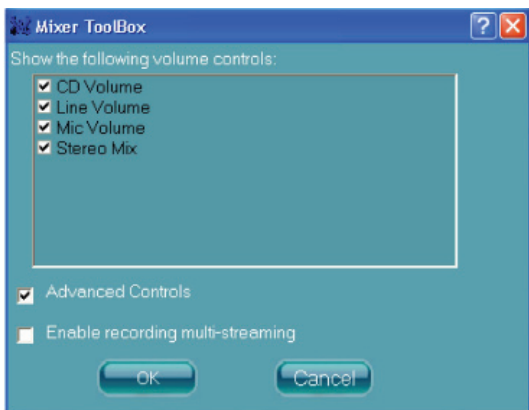 Mixer ToolBox
Show the following volume controls:
CD Volume
Line Volume
Mic Volume
Stereo Mix
Advanced Controls
Enable recording multi-streaming
OK
Cancel